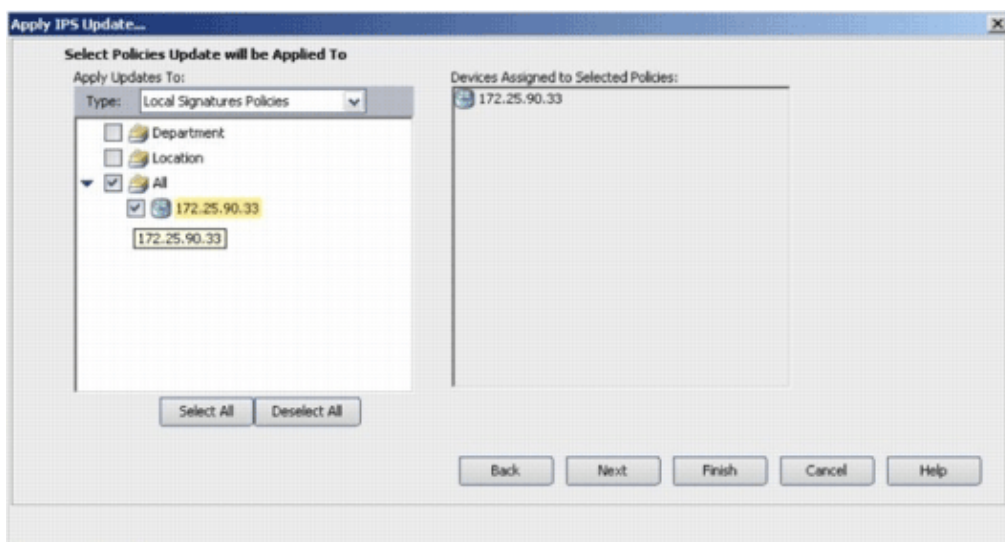 Apply IPS Update...
Select Policies Update will be Applied To
Apply Updates To:
Type: Local Signatures Policies
Department
Location
All
172.25.90.33
172.25.90.33
Select All Deselect All
Devices Assigned to Selected Policies:
172.25.90.33
Back Next Finish Cancel Help